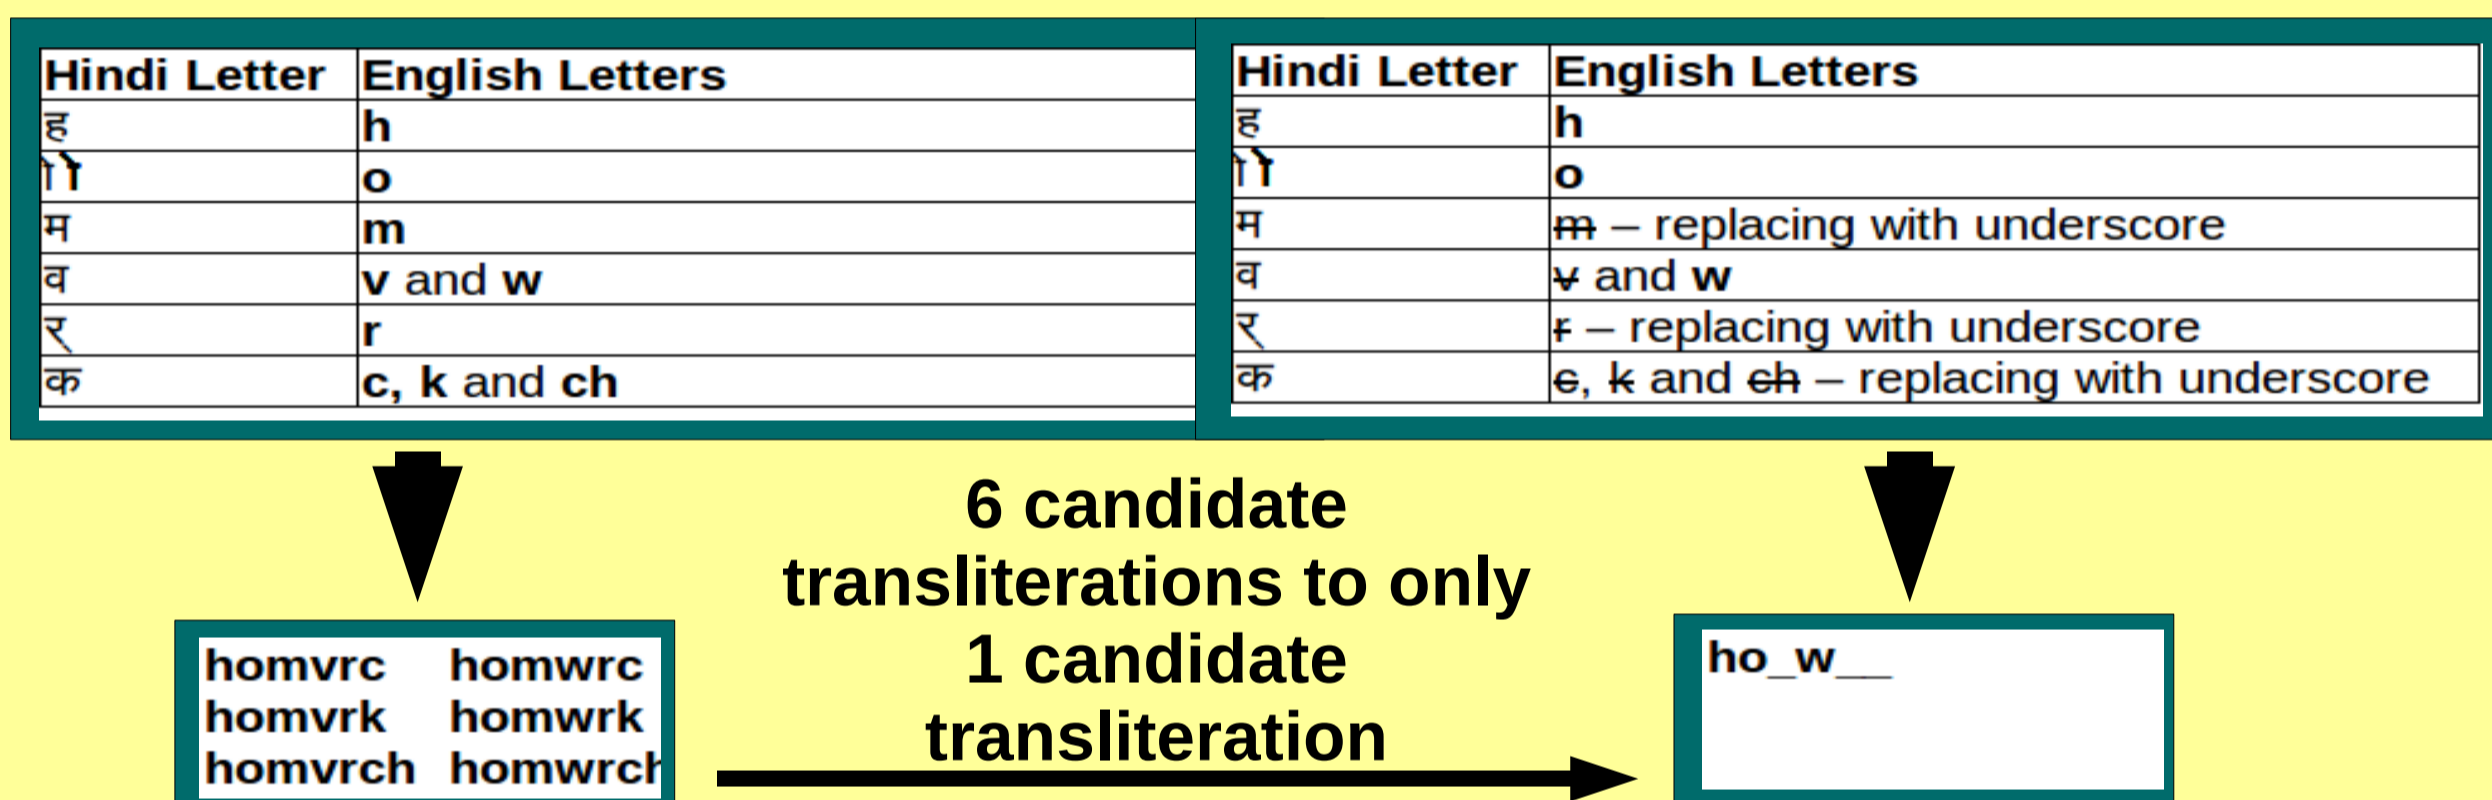 Hindi Letter English Letters
ह h
ो o
म m
व v and w
र् r
क c, k and ch
Hindi Letter English Letters
ह h
ो o
म m – replacing with underscore
व v and w
र् r – replacing with underscore
क c, k and ch – replacing with underscore
6 candidate
transliterations to only
1 candidate
transliteration
homvrc homwrc
homvrk homwrk
homvrch homwrch
ho_w__